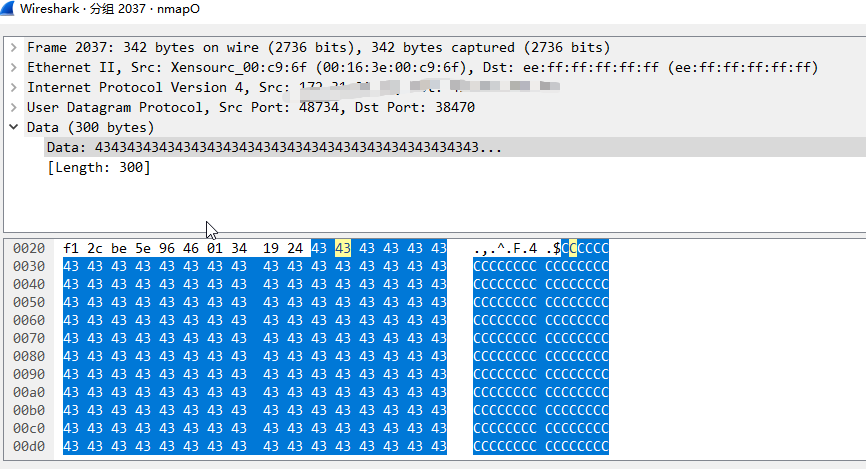 Wireshark · 分组 2037 · nmapO
Frame 2037: 342 bytes on wire (2736 bits), 342 bytes captured (2736 bits)
Ethernet II, Src: Xensourc_00:c9:6f (00:16:3e:00:c9:6f), Dst: ee:ff:ff:ff:ff:ff (ee:ff:ff:ff:ff:ff)
Internet Protocol Version 4, Src:
User Datagram Protocol, Src Port: 48734, Dst Port: 38470
Data (300 bytes)
Data: 434343434343434343434343434343434343434343434343...
[Length: 300]
0020 f1 2c be 5e 96 46 01 34 19 24 43 43 43 43 43 43 .,.^.F.4 .$CCCCCC
0030 43 43 43 43 43 43 43 43 43 43 43 43 43 43 43 43 CCCCCCCC CCCCCCCC
0040 43 43 43 43 43 43 43 43 43 43 43 43 43 43 43 43 CCCCCCCC CCCCCCCC
0050 43 43 43 43 43 43 43 43 43 43 43 43 43 43 43 43 CCCCCCCC CCCCCCCC
0060 43 43 43 43 43 43 43 43 43 43 43 43 43 43 43 43 CCCCCCCC CCCCCCCC
0070 43 43 43 43 43 43 43 43 43 43 43 43 43 43 43 43 CCCCCCCC CCCCCCCC
0080 43 43 43 43 43 43 43 43 43 43 43 43 43 43 43 43 CCCCCCCC CCCCCCCC
0090 43 43 43 43 43 43 43 43 43 43 43 43 43 43 43 43 CCCCCCCC CCCCCCCC
00a0 43 43 43 43 43 43 43 43 43 43 43 43 43 43 43 43 CCCCCCCC CCCCCCCC
00b0 43 43 43 43 43 43 43 43 43 43 43 43 43 43 43 43 CCCCCCCC CCCCCCCC
00c0 43 43 43 43 43 43 43 43 43 43 43 43 43 43 43 43 CCCCCCCC CCCCCCCC
00d0 43 43 43 43 43 43 43 43 43 43 43 43 43 43 43 43 CCCCCCCC CCCCCCCC